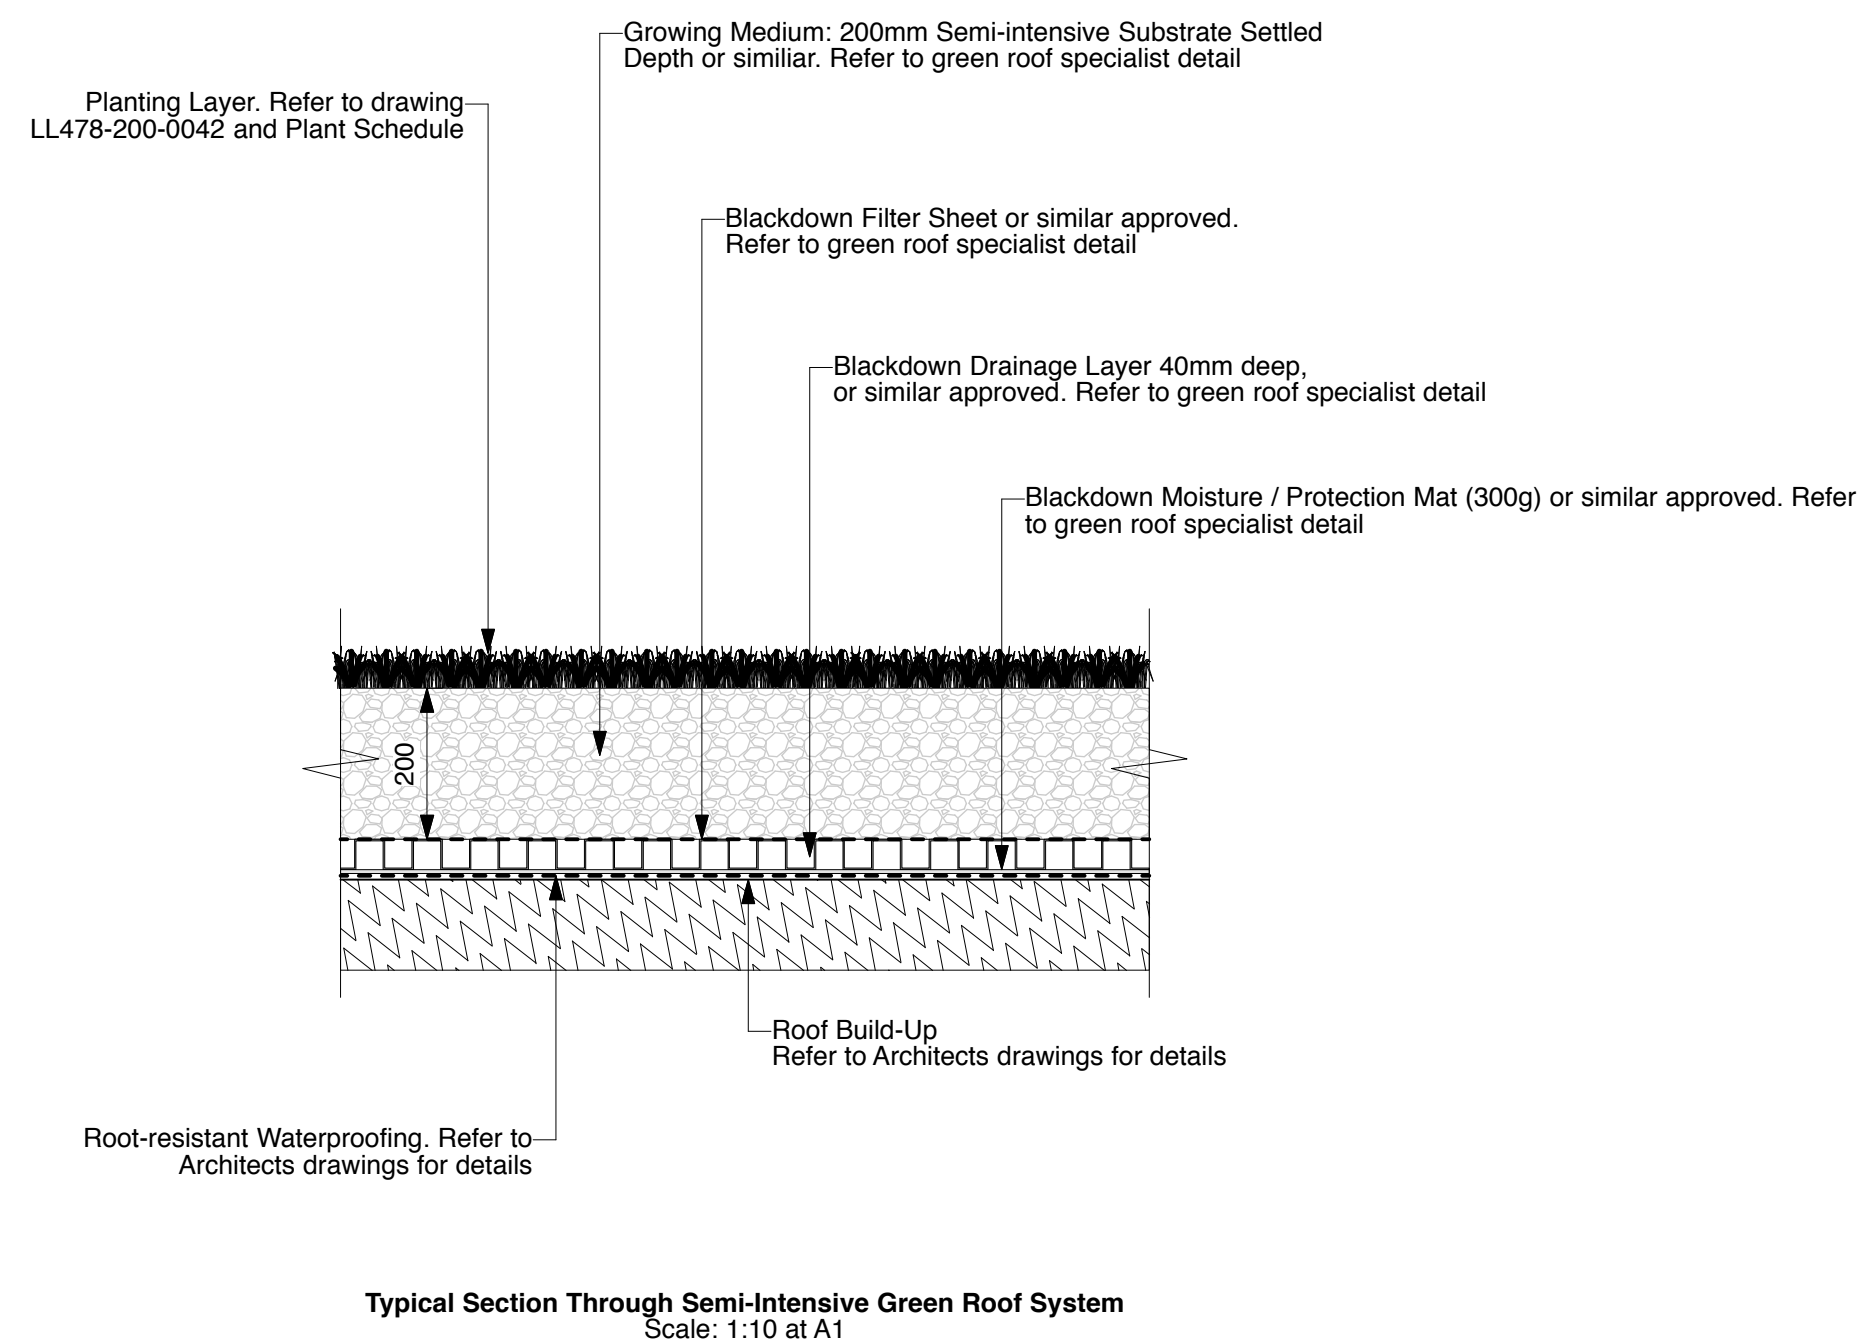 Growing Medium: 200mm Semi-intensive Substrate Settled
Depth or similiar. Refer to green roof specialist detail
Planting Layer. Refer to drawing
LL478-200-0042 and Plant Schedule
Blackdown Filter Sheet or similar approved.
Refer to green roof specialist detail
Blackdown Drainage Layer 40mm deep,
or similar approved. Refer to green roof specialist detail
Blackdown Moisture / Protection Mat (300g) or similar approved. Refer
to green roof specialist detail
200
Roof Build-Up
Refer to Architects drawings for details
Root-resistant Waterproofing. Refer to
Architects drawings for details
Typical Section Through Semi-Intensive Green Roof System
Scale: 1:10 at A1